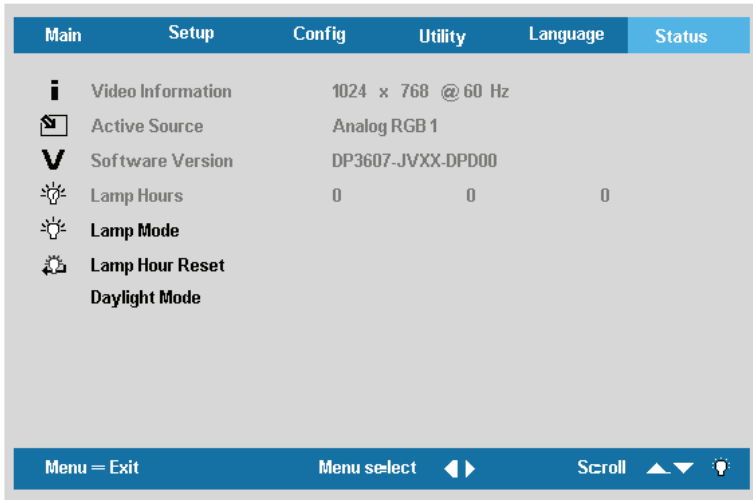 Main Setup Config Utility Language Status
Video Information 1024 x 768 @ 60 Hz
Active Source Analog RGB 1
V Software Version DP3607-JVXX-DPD00
Lamp Hours 0 0 0
Lamp Mode
Lamp Hour Reset
Daylight Mode
Menu = Exit Menu select Scroll